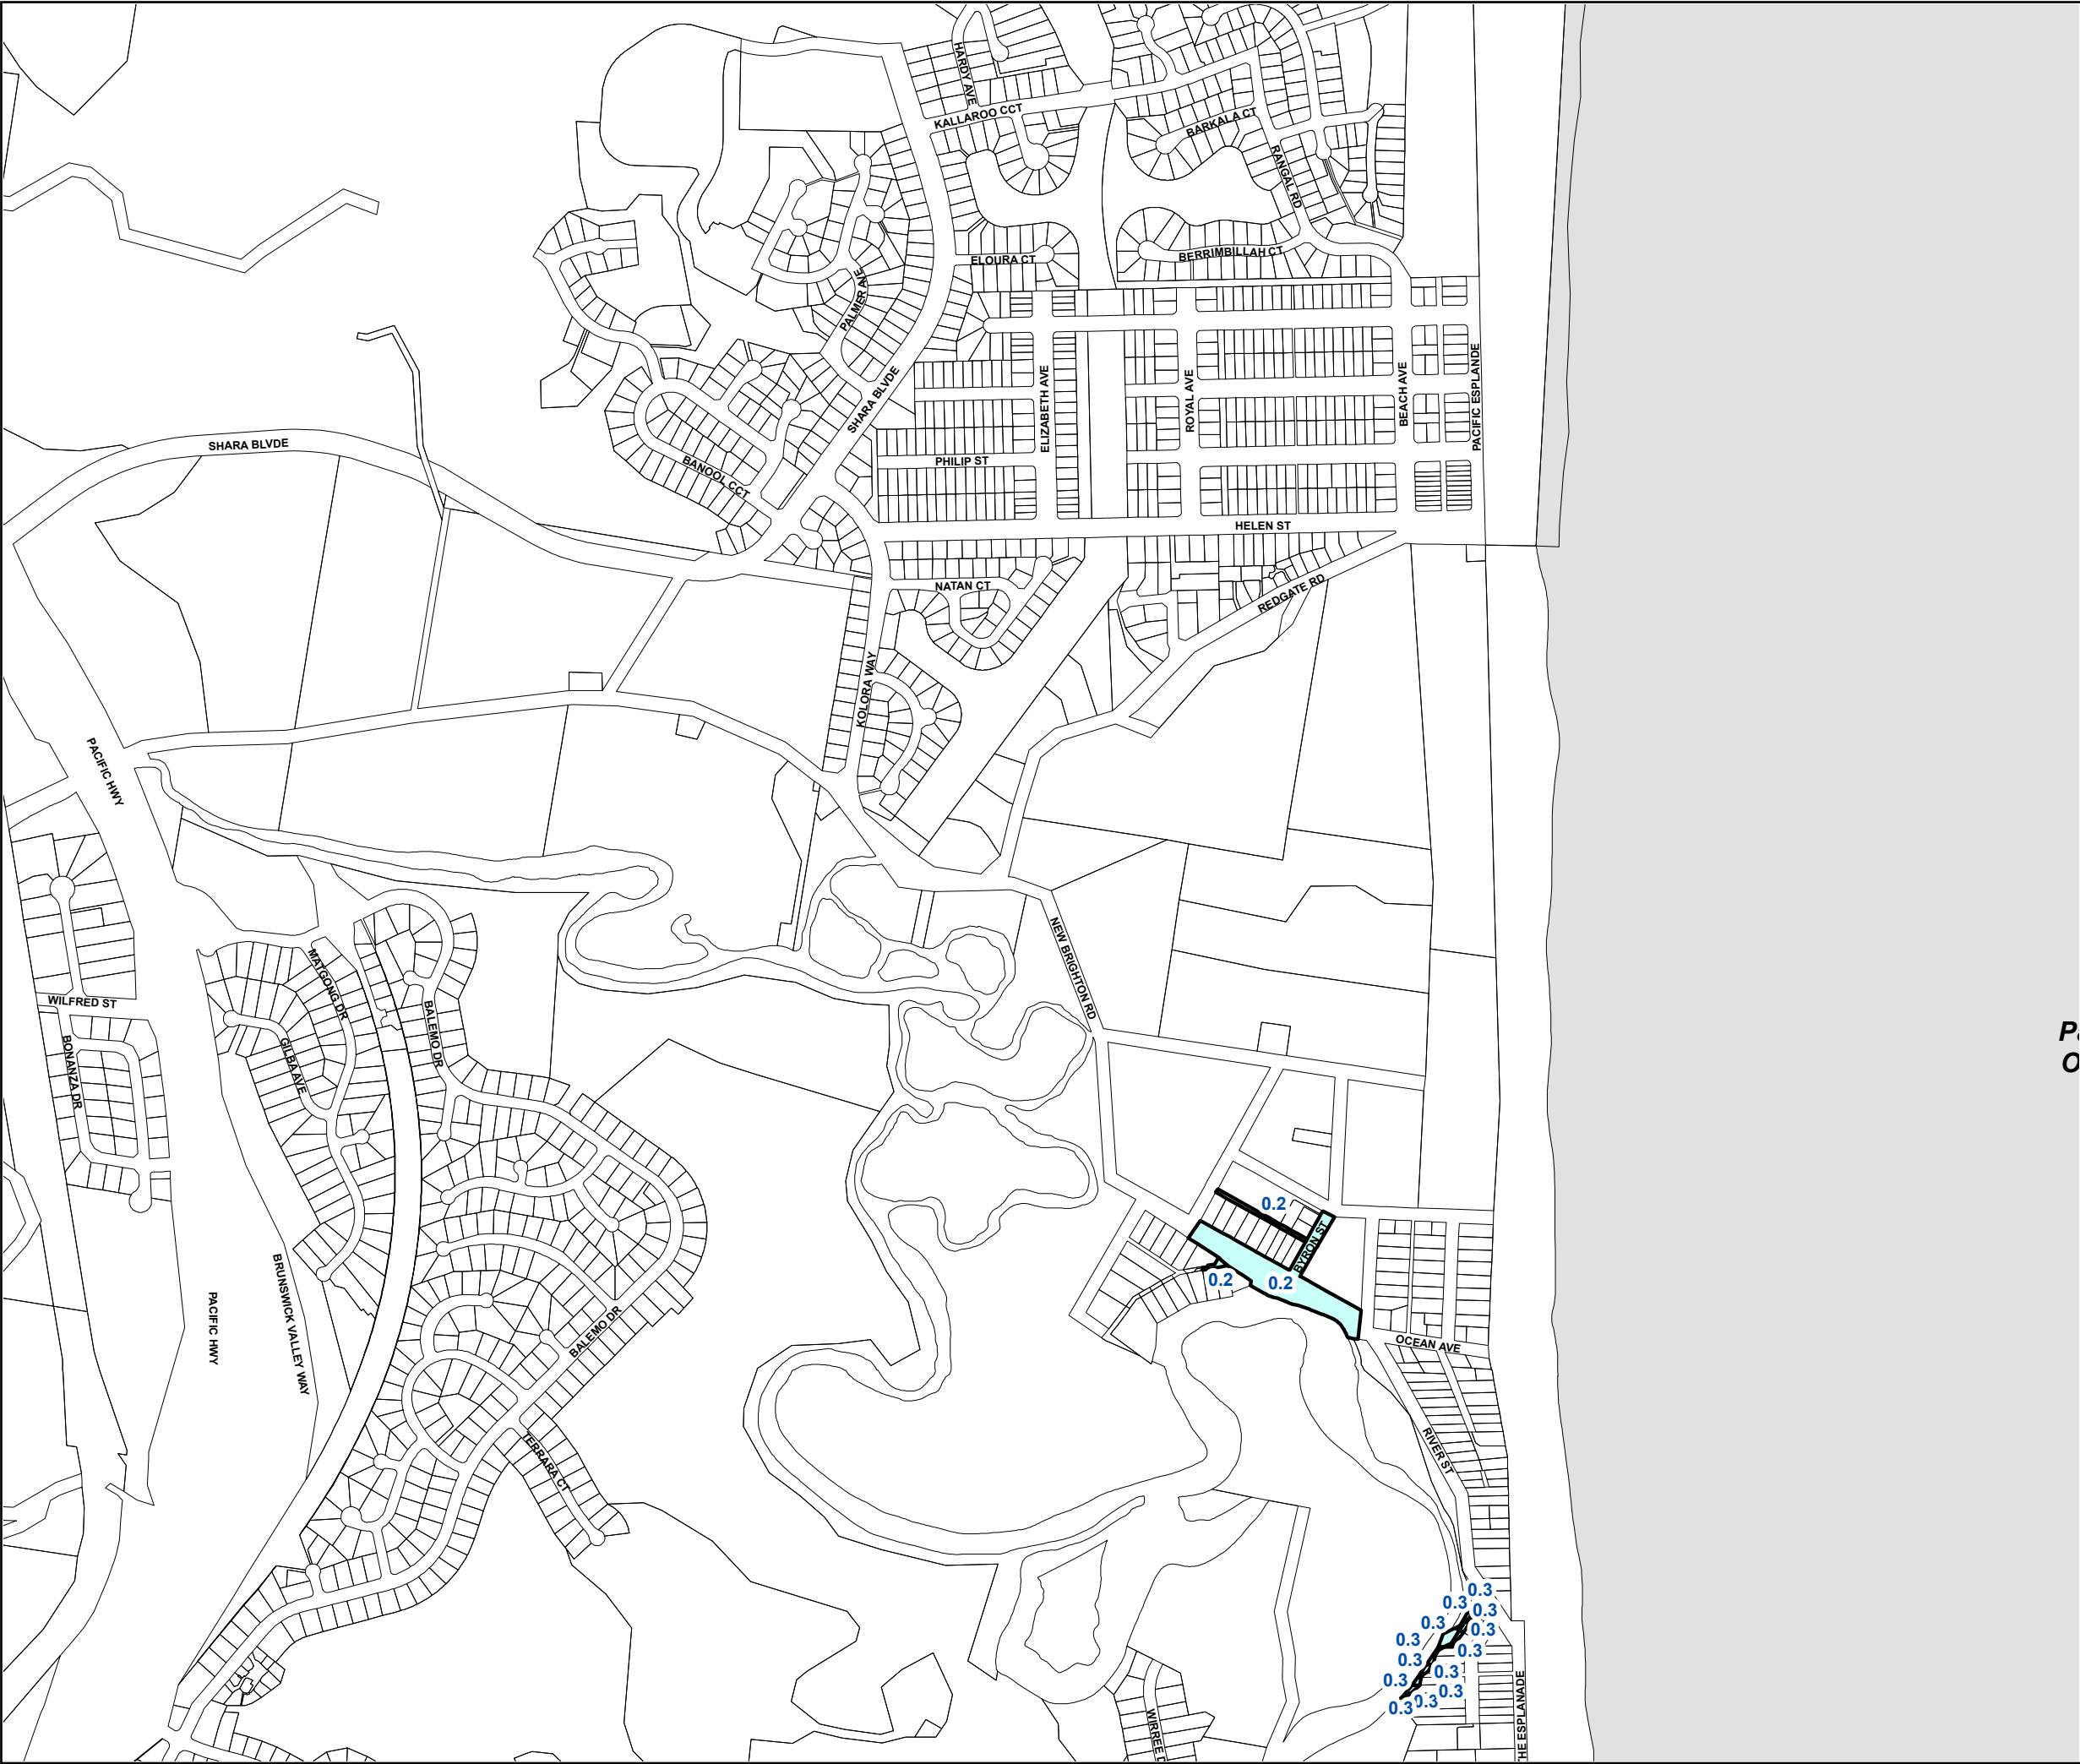 HARDY AVE
KALLAROO CCT
BARKALA CT
RANGAL RD
ELOURA CT
BERRIMBILLAH CT
PALMER AVE
SHARA BLVDE
ELIZABETH AVE
ROYAL AVE
BEACH AVE
PACIFIC ESPLANDE
SHARA BLVDE
BANOOL CCT
PHILIP ST
HELEN ST
NATAN CT
REDGATE RD
KOLORA WAY
PACIFIC HWY
NEW BRIGHTON RD
MATGONG DR
WILFRED ST
BALEMO DR
BONANZA DR
GILBA AVE
0.2
BYRON ST
0.2
0.2
BRUNSWICK VALLEY WAY
PACIFIC HWY
BALEMO DR
OCEAN AVE
RIVER ST
TERRARA CT
0.3
0.3
0.3
0.3
0.3
0.3
0.3
0.3
0.3
0.3
0.3
0.3
0.3
WIRREE
HE ESPLANADE